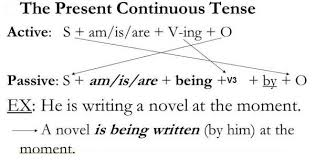 The Present Continuous Tense
Active: S + am/is/are + V-ing + O
Passive: S + am/is/are + being +V3 + by + O
EX: He is writing a novel at the moment.
→ A novel is being written (by him) at the
moment.